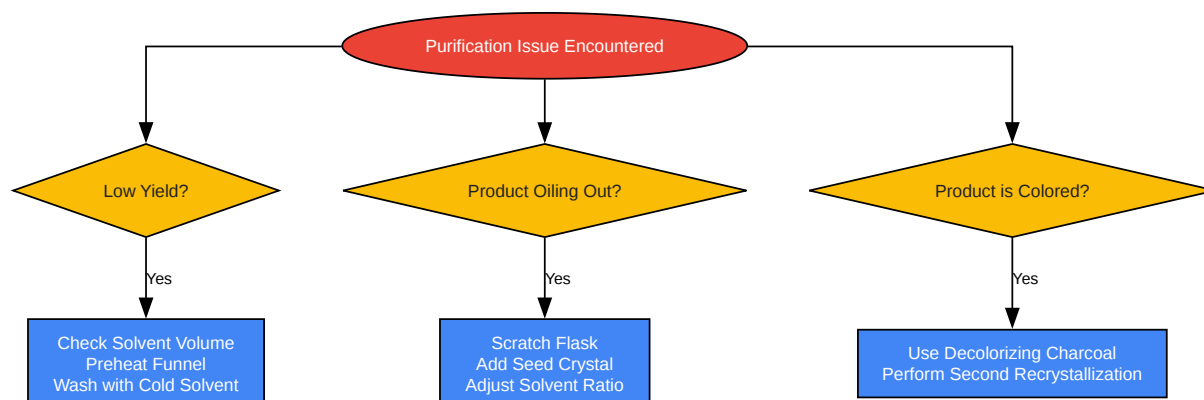 Purification Issue Encountered
Low Yield?
Product Oiling Out?
Product is Colored?
Yes
Yes
Yes
Check Solvent Volume
Preheat Funnel
Wash with Cold Solvent
Scratch Flask
Add Seed Crystal
Adjust Solvent Ratio
Use Decolorizing Charcoal
Perform Second Recrystallization